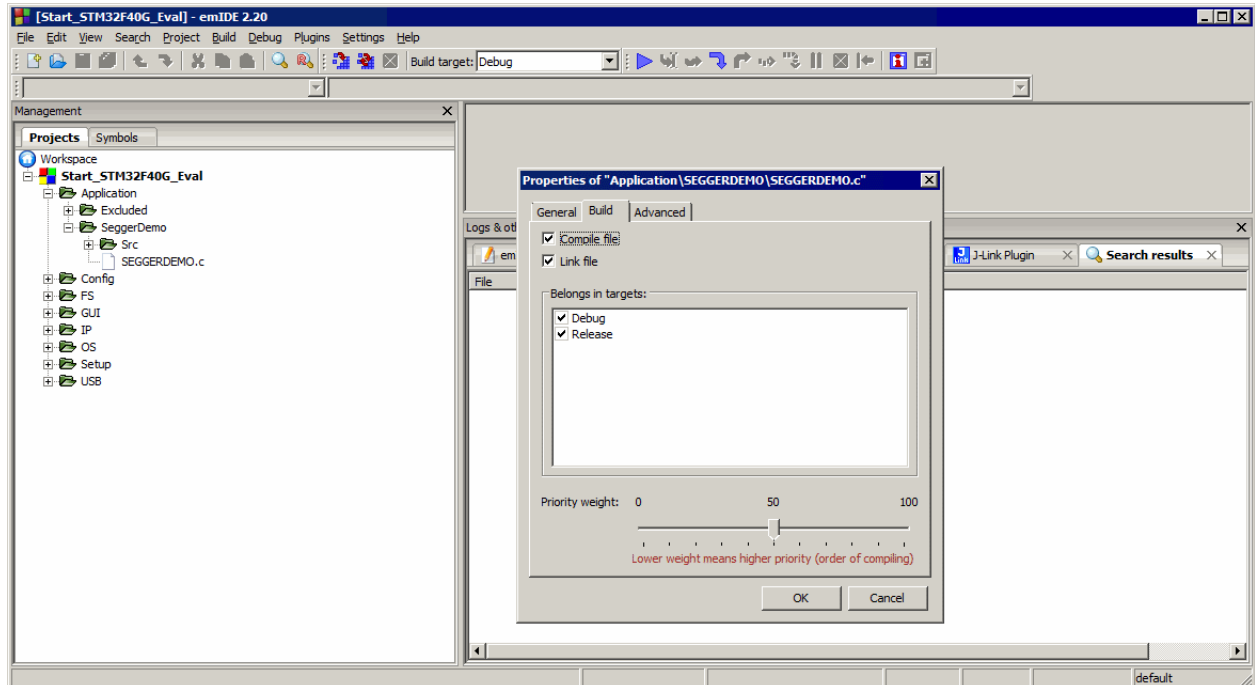 [Start_STM32F40G_Eval] - emIDE 2.20
File Edit View Search Project Build Debug Plugins Settings Help
Build target: Debug
Management
Projects Symbols
Workspace
Start_STM32F40G_Eval
Application
Excluded
SeggerDemo
Src
SEGGERDEMO.c
Config
FS
GUI
IP
OS
Setup
USB
Logs & ot
em
J-Link Plugin
Search results
File
Properties of "Application\SEGGERDEMO\SEGGERDEMO.c"
General Build Advanced
Compile file
Link file
Belongs in targets:
Debug
Release
Priority weight: 0 50 100
Lower weight means higher priority (order of compiling)
OK Cancel
default